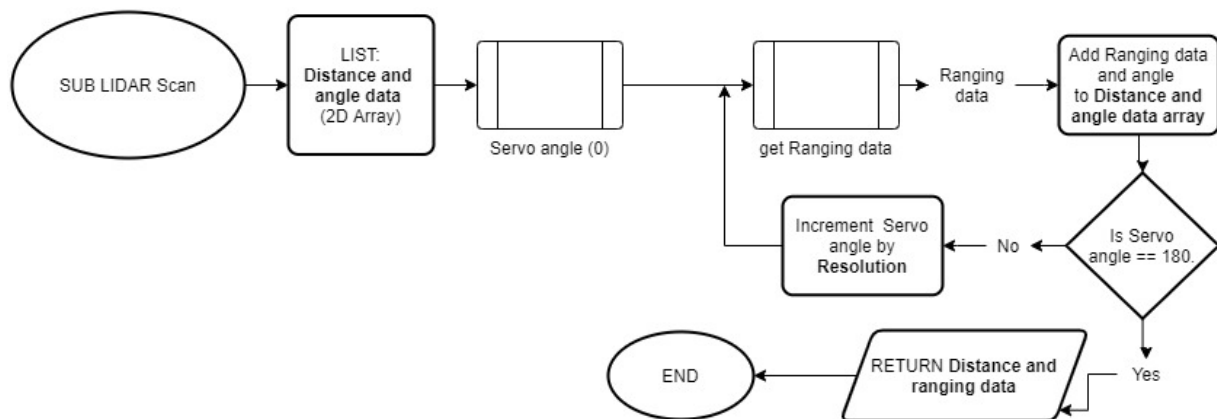 SUB LIDAR Scan
LIST:
Distance and
angle data
(2D Array)
Servo angle (0)
get Ranging data
Ranging
data
Add Ranging data
and angle
to Distance and
angle data array
Is Servo
angle == 180.
No
Increment Servo
angle by
Resolution
Yes
RETURN Distance and
ranging data
END